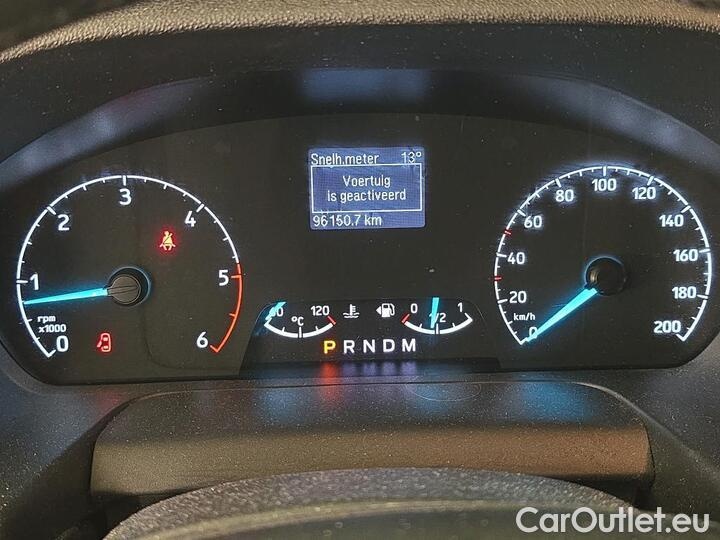 Snelh.meter 13°
Voertuig
is geactiveerd
96150.7 km
0 1 2 3 4 5 6
rpm
x1000
0 20 40 60 80 100 120 140 160 180 200
km/h
60 120
°C
0 1/2 1
P R N D M
CarOutlet.eu